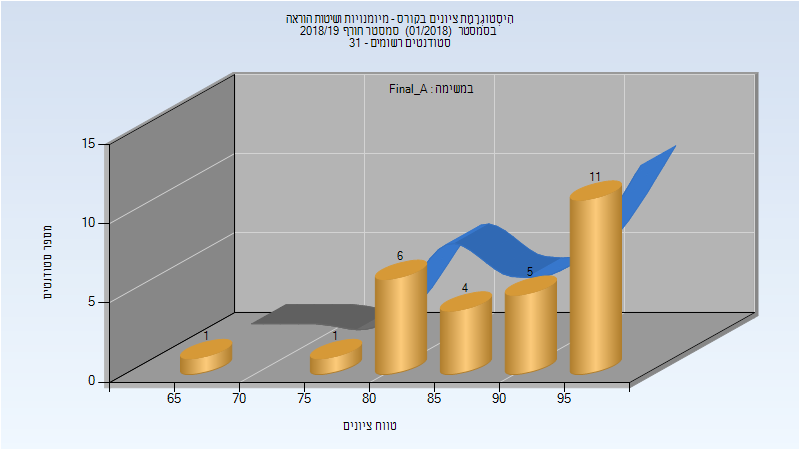 היסטוגרמת ציונים בקורס - מיומנויות ושיטות הוראה
בסמסטר (01/2018) סמסטר חורף 2018/19
סטודנטים רשומים - 31
במשימה : Final_A
15
10
5
0
מספר סטודנטים
1
1
6
4
5
11
65
70
75
80
85
90
95
טווח ציונים